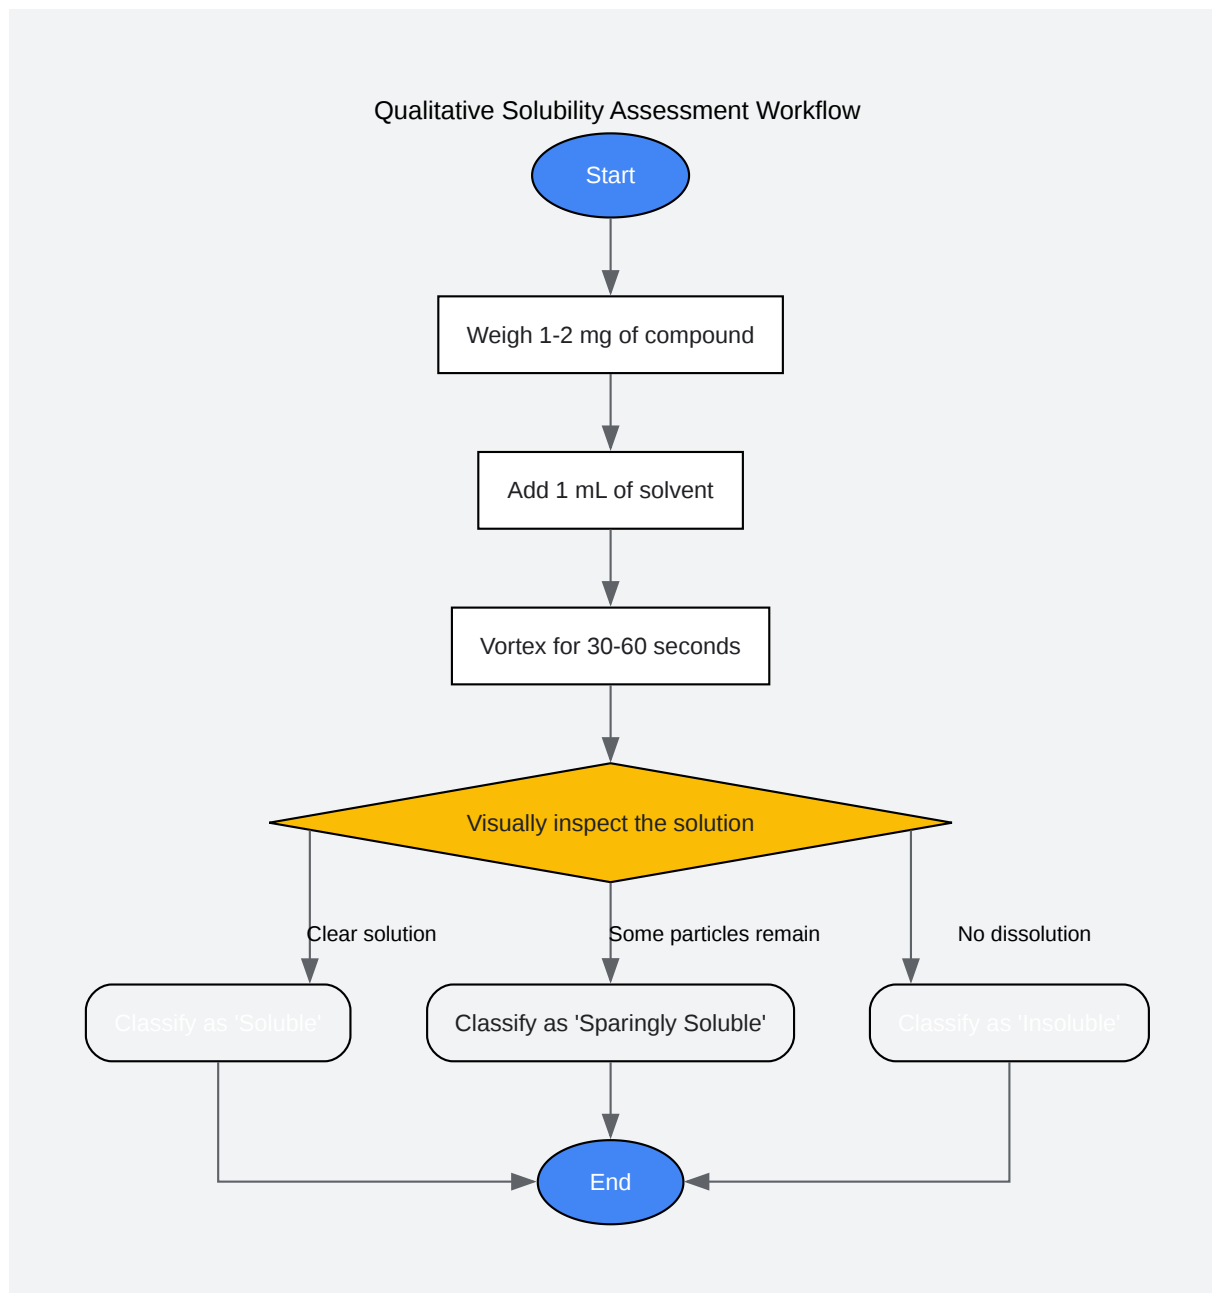 Qualitative Solubility Assessment Workflow
Start
Weigh 1-2 mg of compound
Add 1 mL of solvent
Vortex for 30-60 seconds
Visually inspect the solution
Clear solution
Some particles remain
No dissolution
Classify as 'Soluble'
Classify as 'Sparingly Soluble'
Classify as 'Insoluble'
End